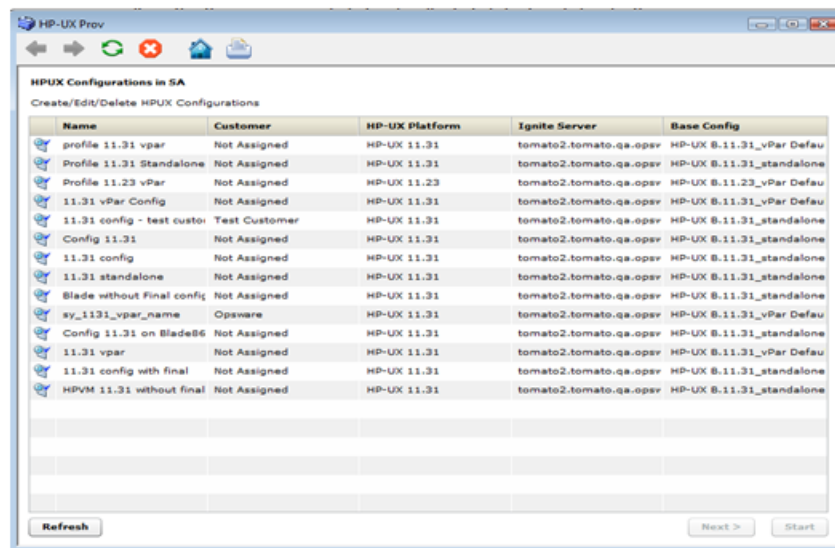 HP-UX Prov
HPUX Configurations in SA
Create/Edit/Delete HPUX Configurations
Name Customer HP-UX Platform Ignite Server Base Config
profile 11.31 vpar Not Assigned HP-UX 11.31 tomato2.tomato.qa.opsv HP-UX B.11.31_vPar Defau
Profile 11.31 Standalone Not Assigned HP-UX 11.31 tomato2.tomato.qa.opsv HP-UX B.11.31_standalone
Profile 11.23 vPar Not Assigned HP-UX 11.23 tomato2.tomato.qa.opsv HP-UX B.11.23_vPar Defau
11.31 vPar Config Not Assigned HP-UX 11.31 tomato2.tomato.qa.opsv HP-UX B.11.31_vPar Defau
11.31 config - test custo Test Customer HP-UX 11.31 tomato2.tomato.qa.opsv HP-UX B.11.31_standalone
Config 11.31 Not Assigned HP-UX 11.31 tomato2.tomato.qa.opsv HP-UX B.11.31_standalone
11.31 config Not Assigned HP-UX 11.31 tomato2.tomato.qa.opsv HP-UX B.11.31_standalone
11.31 standalone Not Assigned HP-UX 11.31 tomato2.tomato.qa.opsv HP-UX B.11.31_standalone
Blade without Final config Not Assigned HP-UX 11.31 tomato2.tomato.qa.opsv HP-UX B.11.31_standalone
sy_1131_vpar_name Opsware HP-UX 11.31 tomato2.tomato.qa.opsv HP-UX B.11.31_vPar Defau
Config 11.31 on Blade86 Not Assigned HP-UX 11.31 tomato2.tomato.qa.opsv HP-UX B.11.31_standalone
11.31 vpar Not Assigned HP-UX 11.31 tomato2.tomato.qa.opsv HP-UX B.11.31_vPar Defau
11.31 config with final Not Assigned HP-UX 11.31 tomato2.tomato.qa.opsv HP-UX B.11.31_standalone
HPVM 11.31 without final Not Assigned HP-UX 11.31 tomato2.tomato.qa.opsv HP-UX B.11.31_standalone
Refresh Next > Start